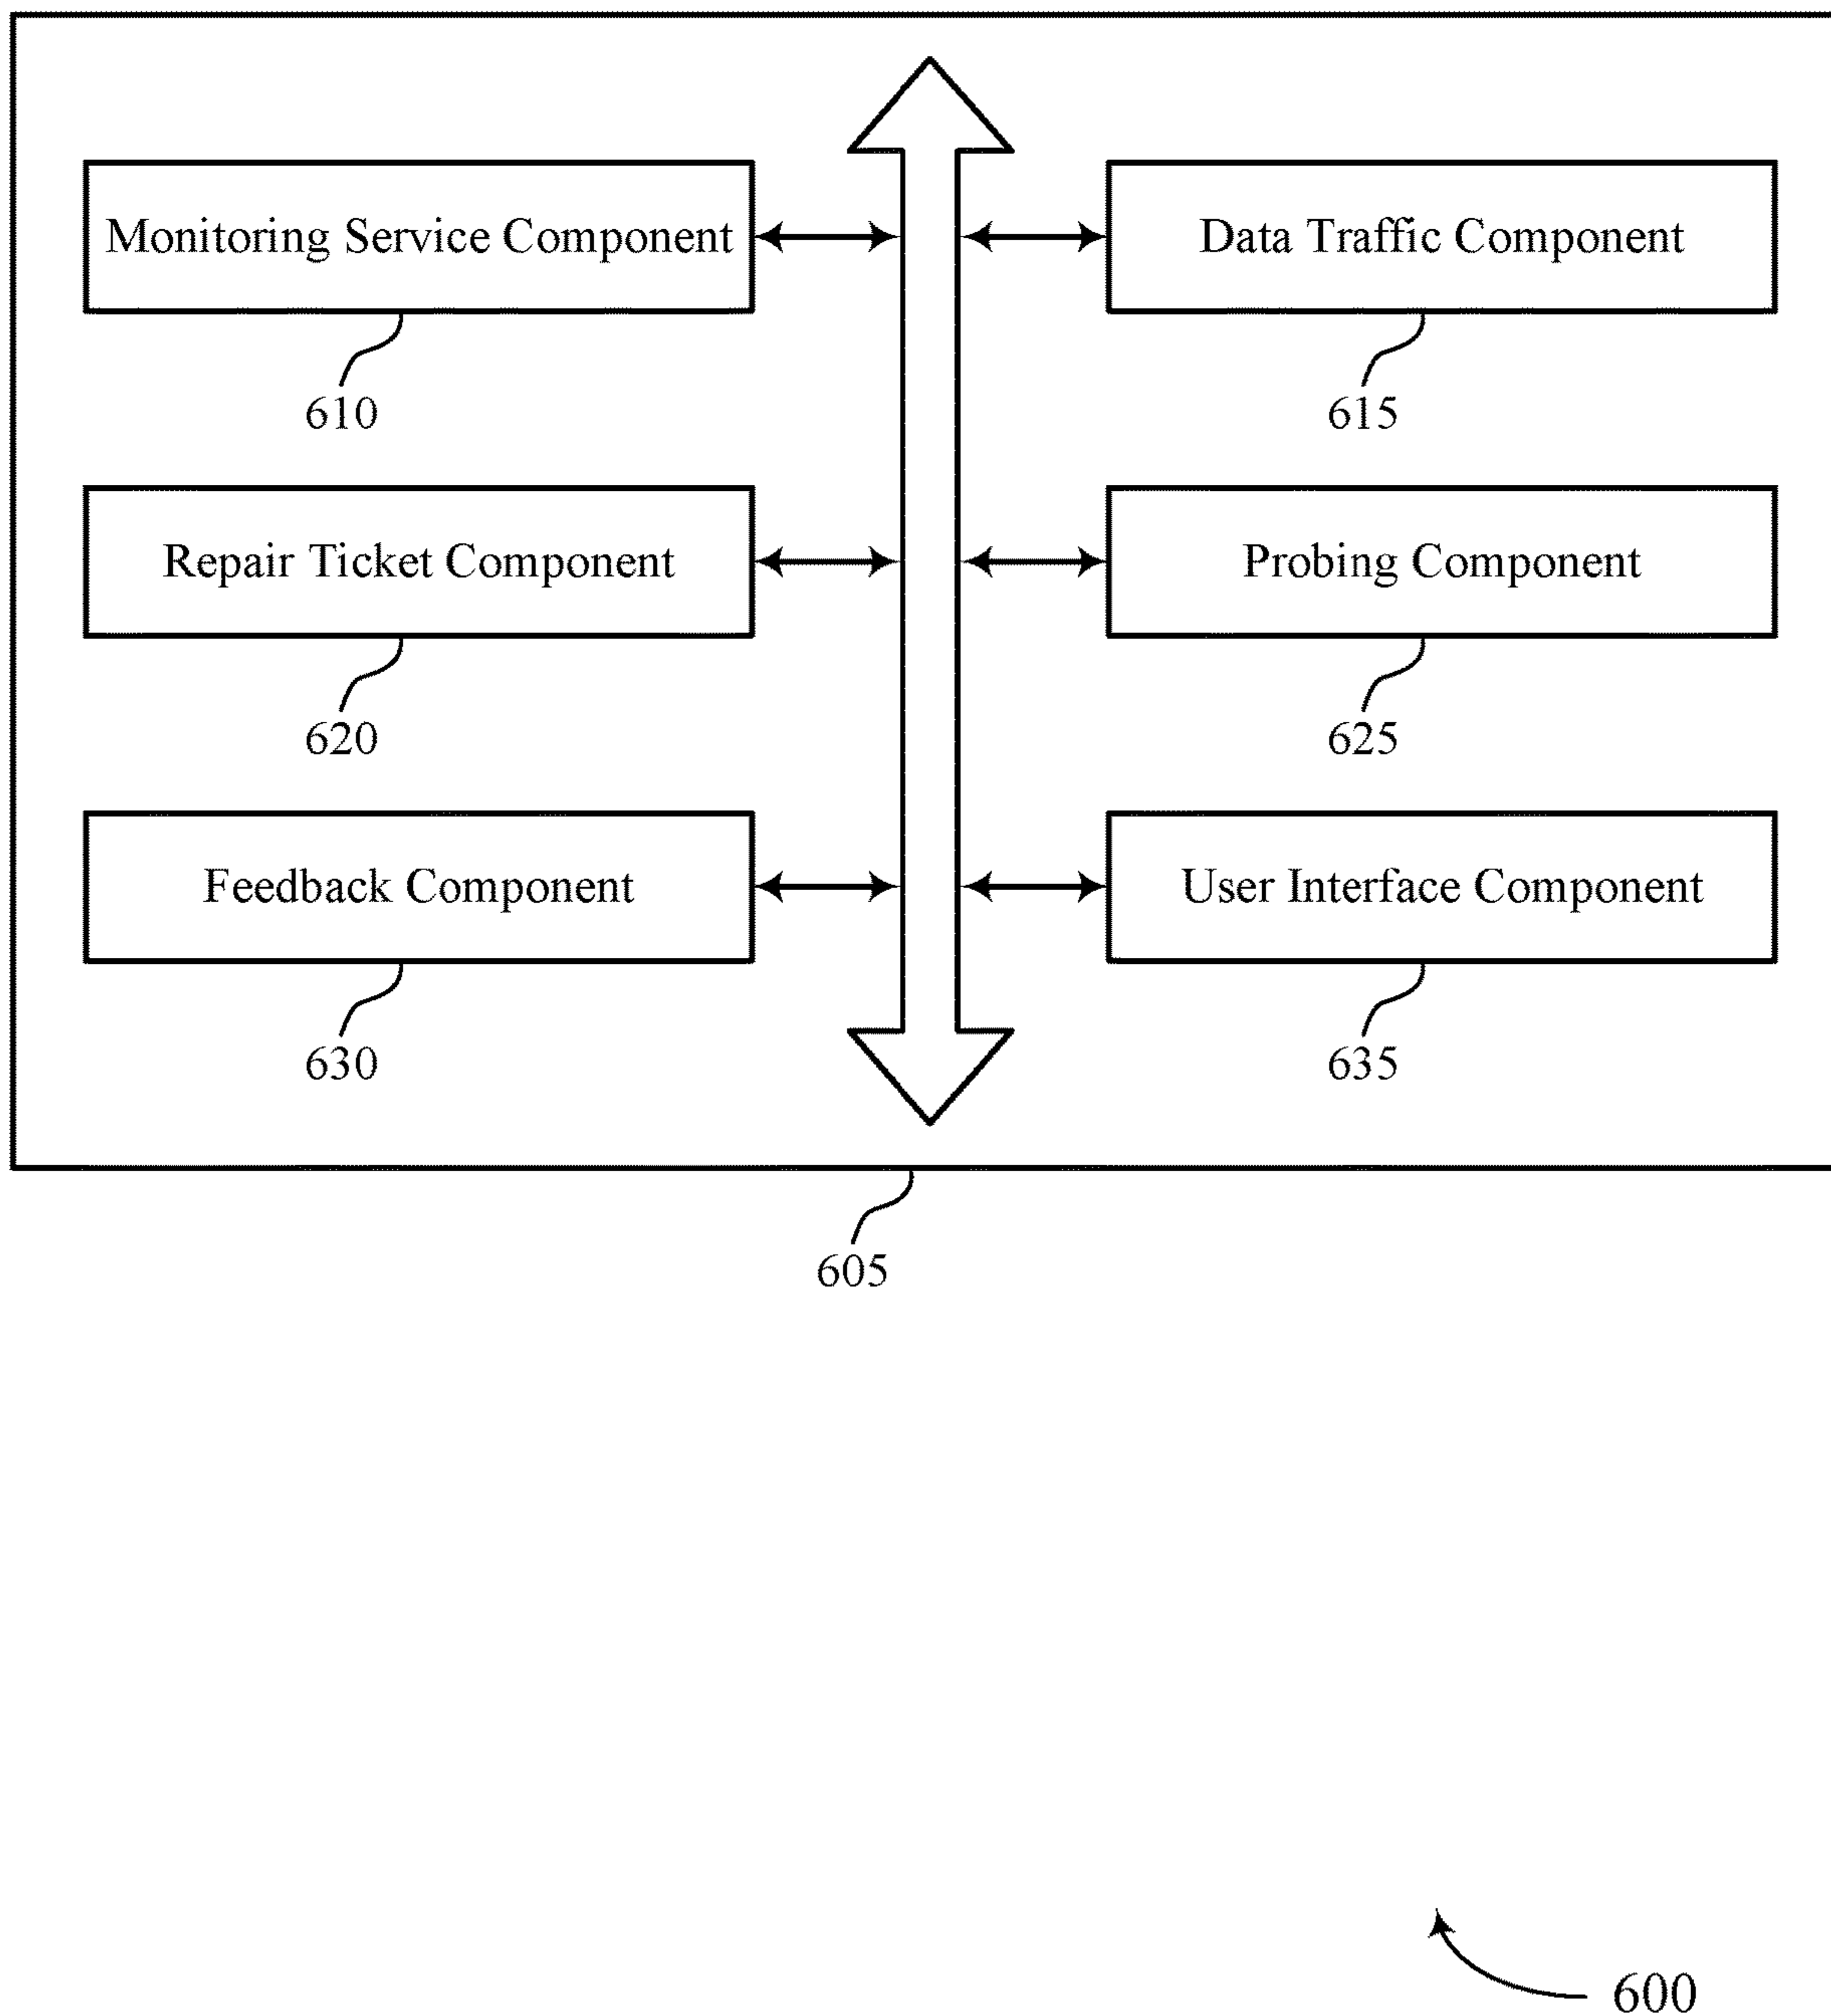 Monitoring Service Component
Data Traffic Component
610
615
Repair Ticket Component
Probing Component
620
625
Feedback Component
User Interface Component
630
635
605
600